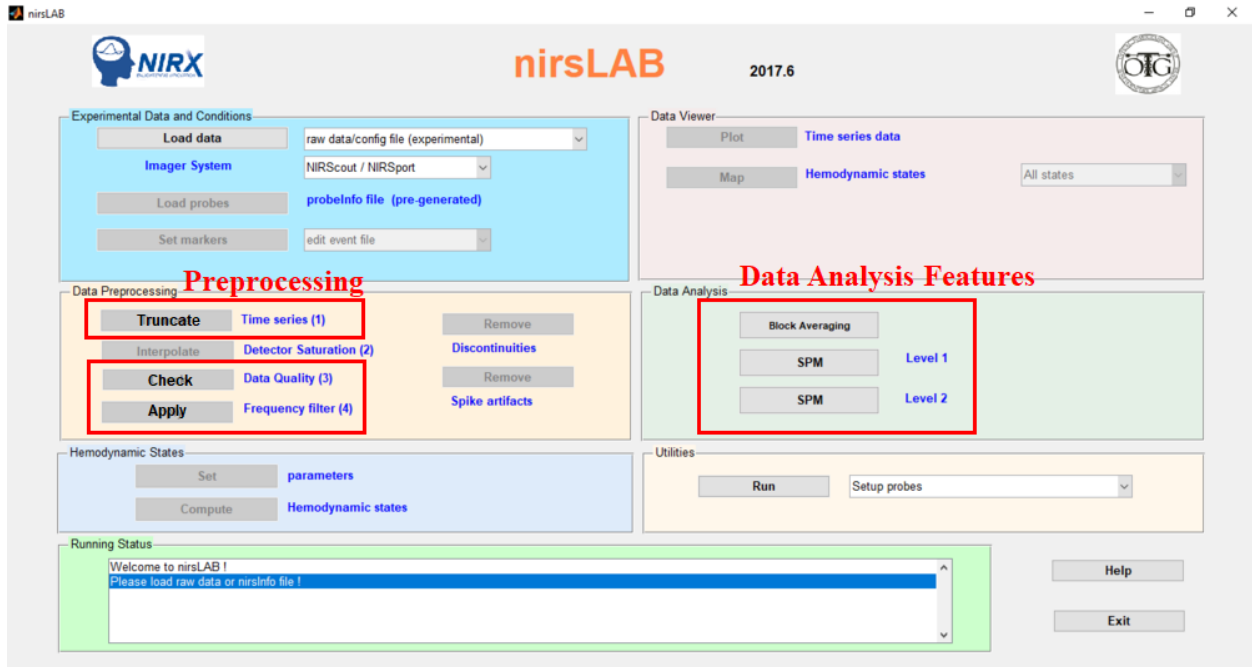 nirsLAB
NIRX
nirsLAB
2017.6
OTG
Experimental Data and Conditions
Load data
raw data/config file (experimental)
Imager System
NIRScout / NIRSport
Load probes
probeInfo file (pre-generated)
Set markers
edit event file
Data Viewer
Plot
Time series data
Map
Hemodynamic states
All states
Preprocessing
Data Preprocessing
Truncate
Time series (1)
Interpolate
Detector Saturation (2)
Check
Data Quality (3)
Apply
Frequency filter (4)
Remove
Discontinuities
Remove
Spike artifacts
Data Analysis Features
Data Analysis
Block Averaging
SPM
Level 1
SPM
Level 2
Hemodynamic States
Set
parameters
Compute
Hemodynamic states
Utilities
Run
Setup probes
Running Status
Welcome to nirsLAB !
Please load raw data or nirsInfo file !
Help
Exit